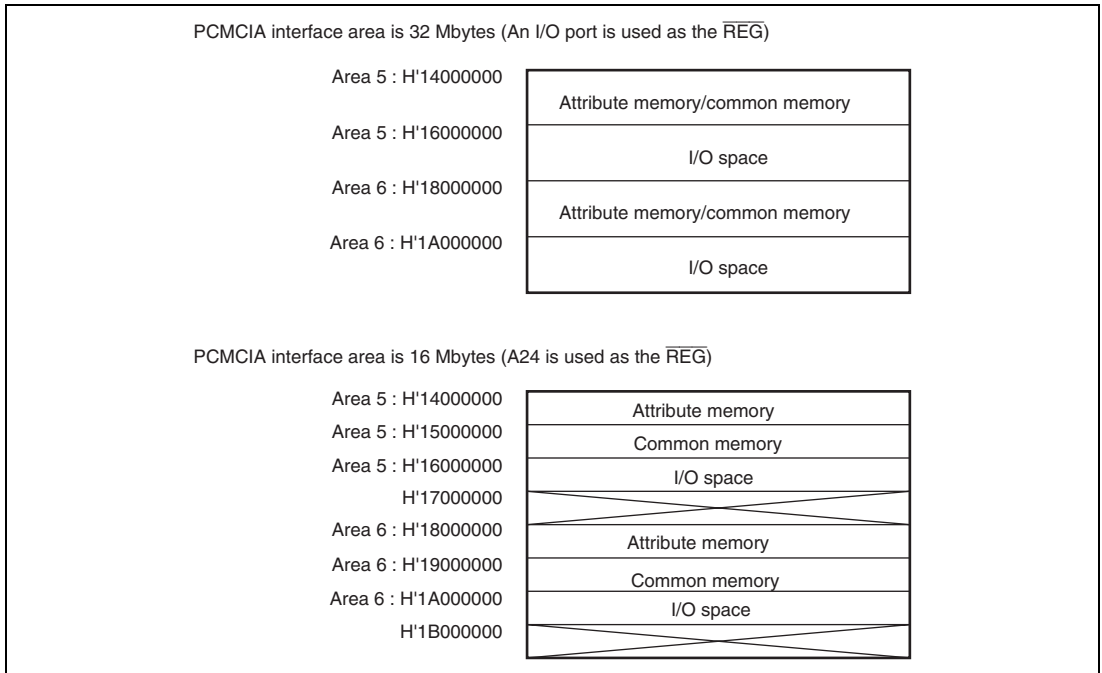 PCMCIA interface area is 32 Mbytes (An I/O port is used as the R̅E̅G̅)
Area 5 : H'14000000
Attribute memory/common memory
Area 5 : H'16000000
I/O space
Area 6 : H'18000000
Attribute memory/common memory
Area 6 : H'1A000000
I/O space
PCMCIA interface area is 16 Mbytes (A24 is used as the R̅E̅G̅)
Area 5 : H'14000000
Attribute memory
Area 5 : H'15000000
Common memory
Area 5 : H'16000000
I/O space
H'17000000
Area 6 : H'18000000
Attribute memory
Area 6 : H'19000000
Common memory
Area 6 : H'1A000000
I/O space
H'1B000000